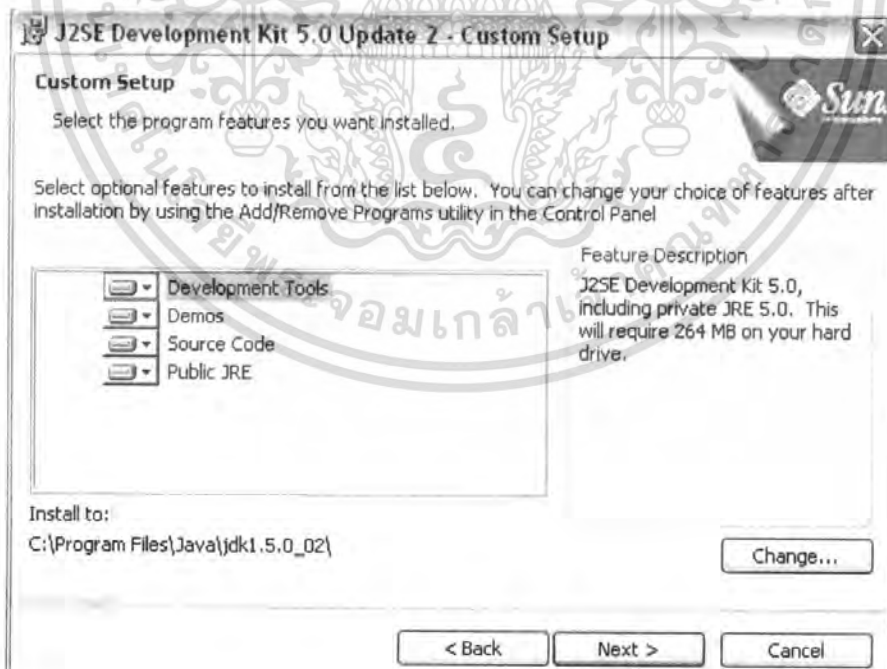 J2SE Development Kit 5.0 Update 2 - Custom Setup
Custom Setup
Select the program features you want installed.
Sun
Select optional features to install from the list below. You can change your choice of features after
installation by using the Add/Remove Programs utility in the Control Panel
Development Tools
Demos
Source Code
Public JRE
Feature Description
J2SE Development Kit 5.0,
including private JRE 5.0. This
will require 264 MB on your hard
drive.
Install to:
C:\Program Files\Java\jdk1.5.0_02\
Change...
< Back
Next >
Cancel